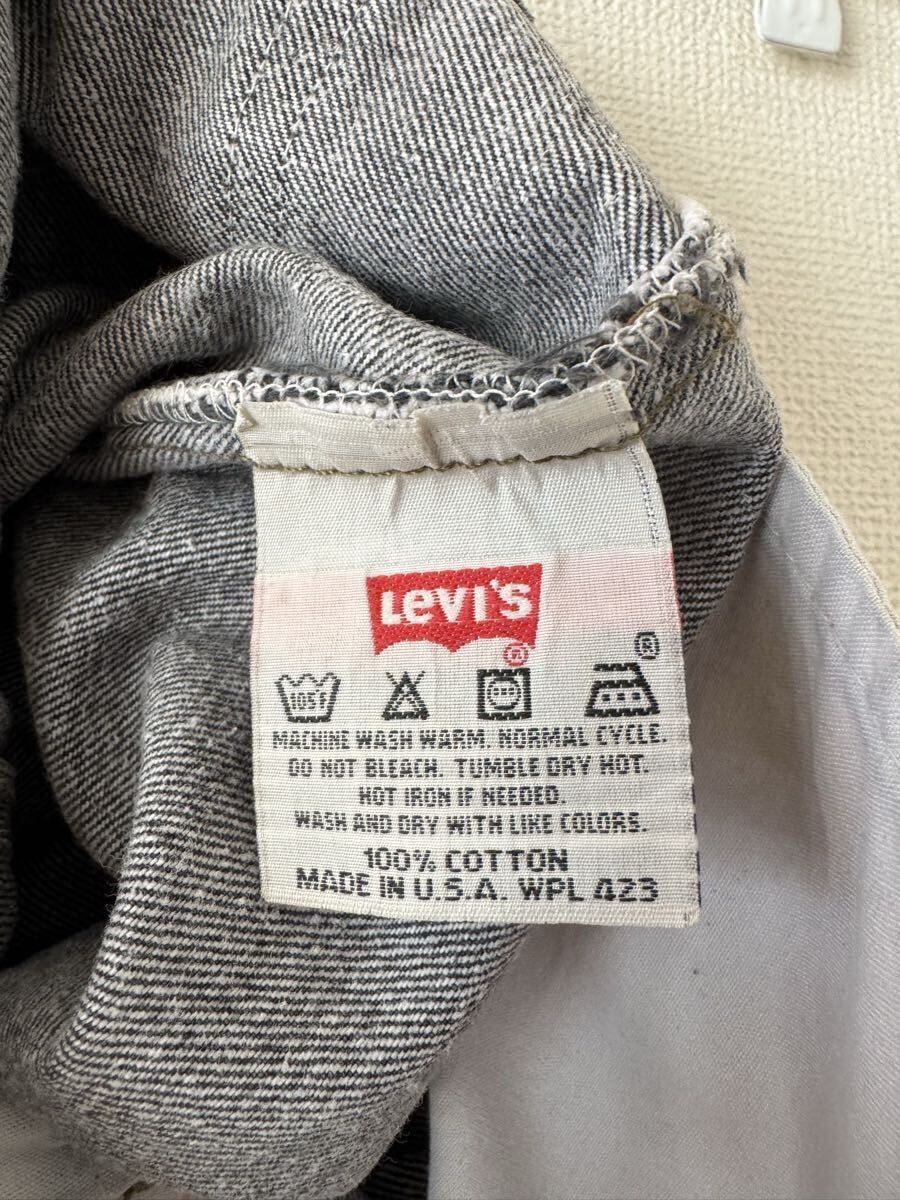 LEVI'S
®
®
105F
MACHINE WASH WARM. NORMAL CYCLE.
DO NOT BLEACH. TUMBLE DRY HOT.
HOT IRON IF NEEDED.
WASH AND DRY WITH LIKE COLORS.
100% COTTON
MADE IN U.S.A. WPL 423